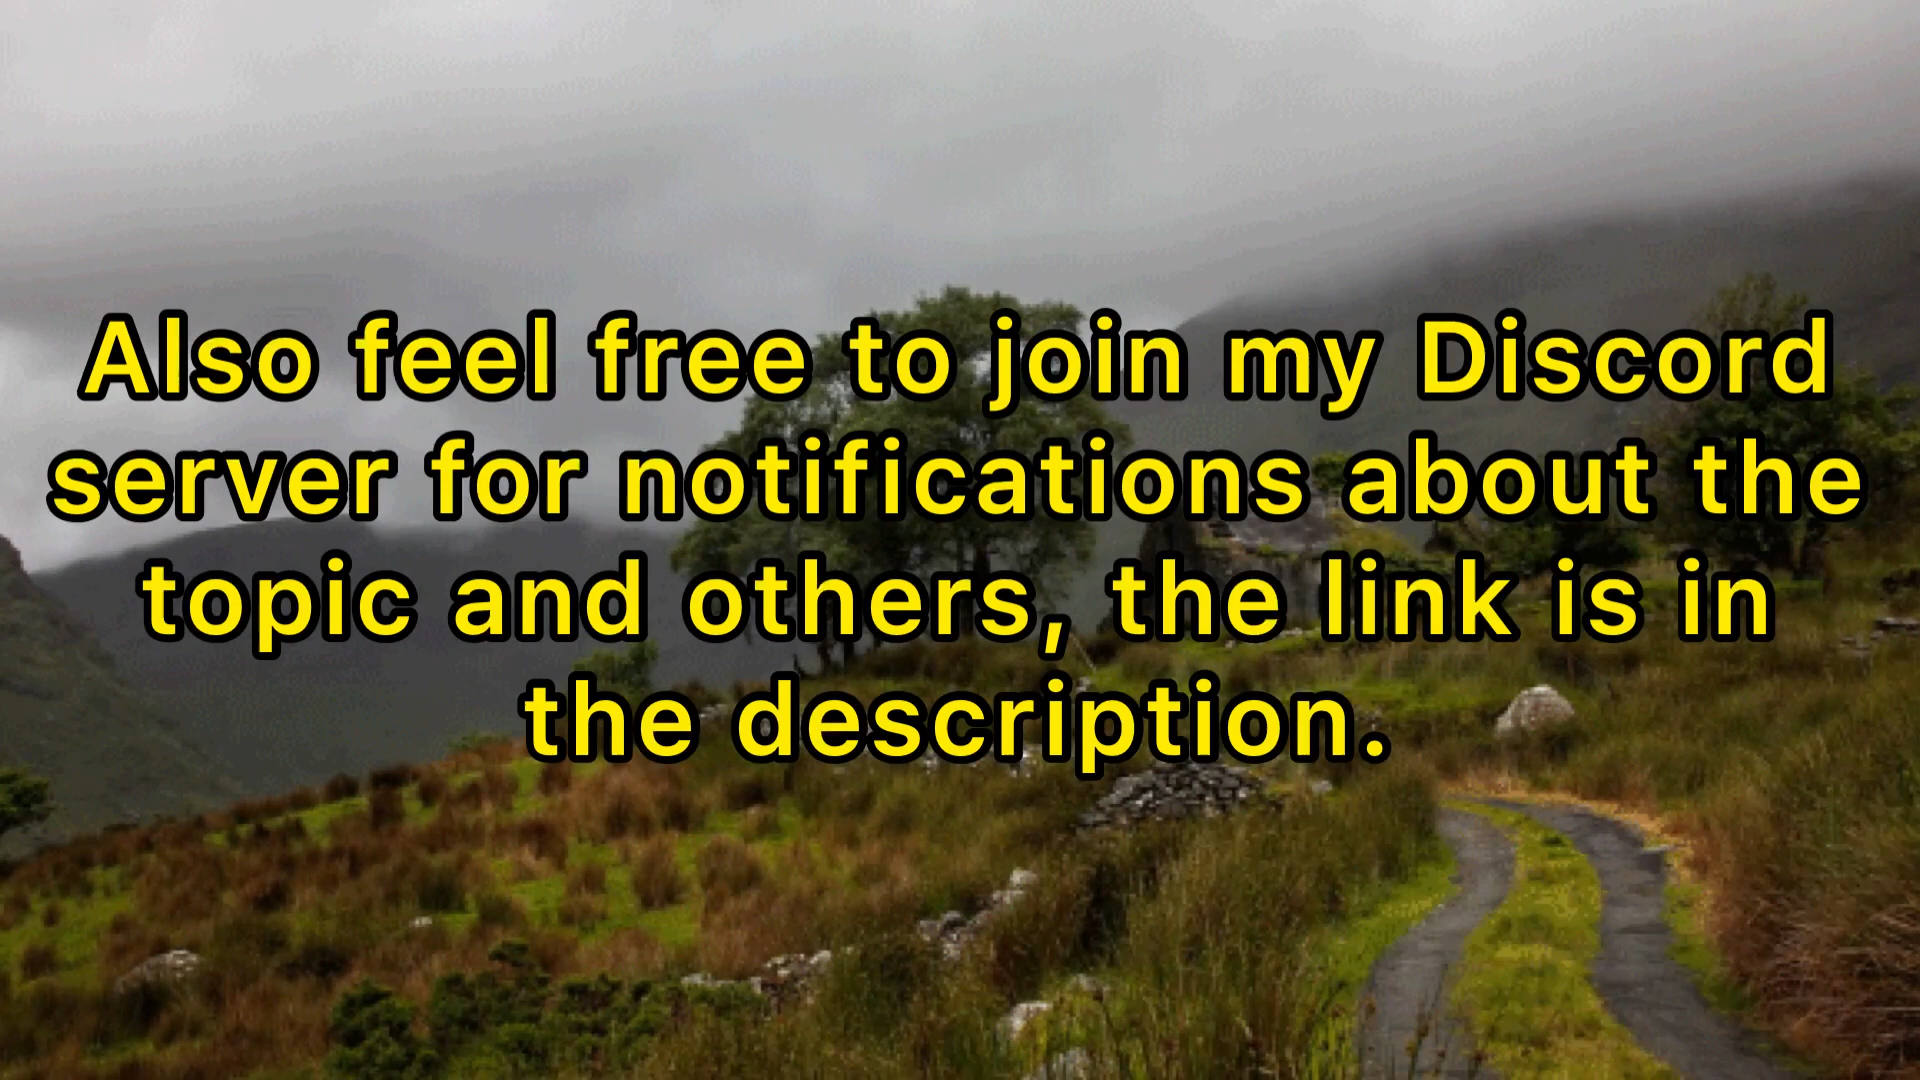 Also feel free to join my Discord
server for notifications about the
topic and others, the link is in
the description.